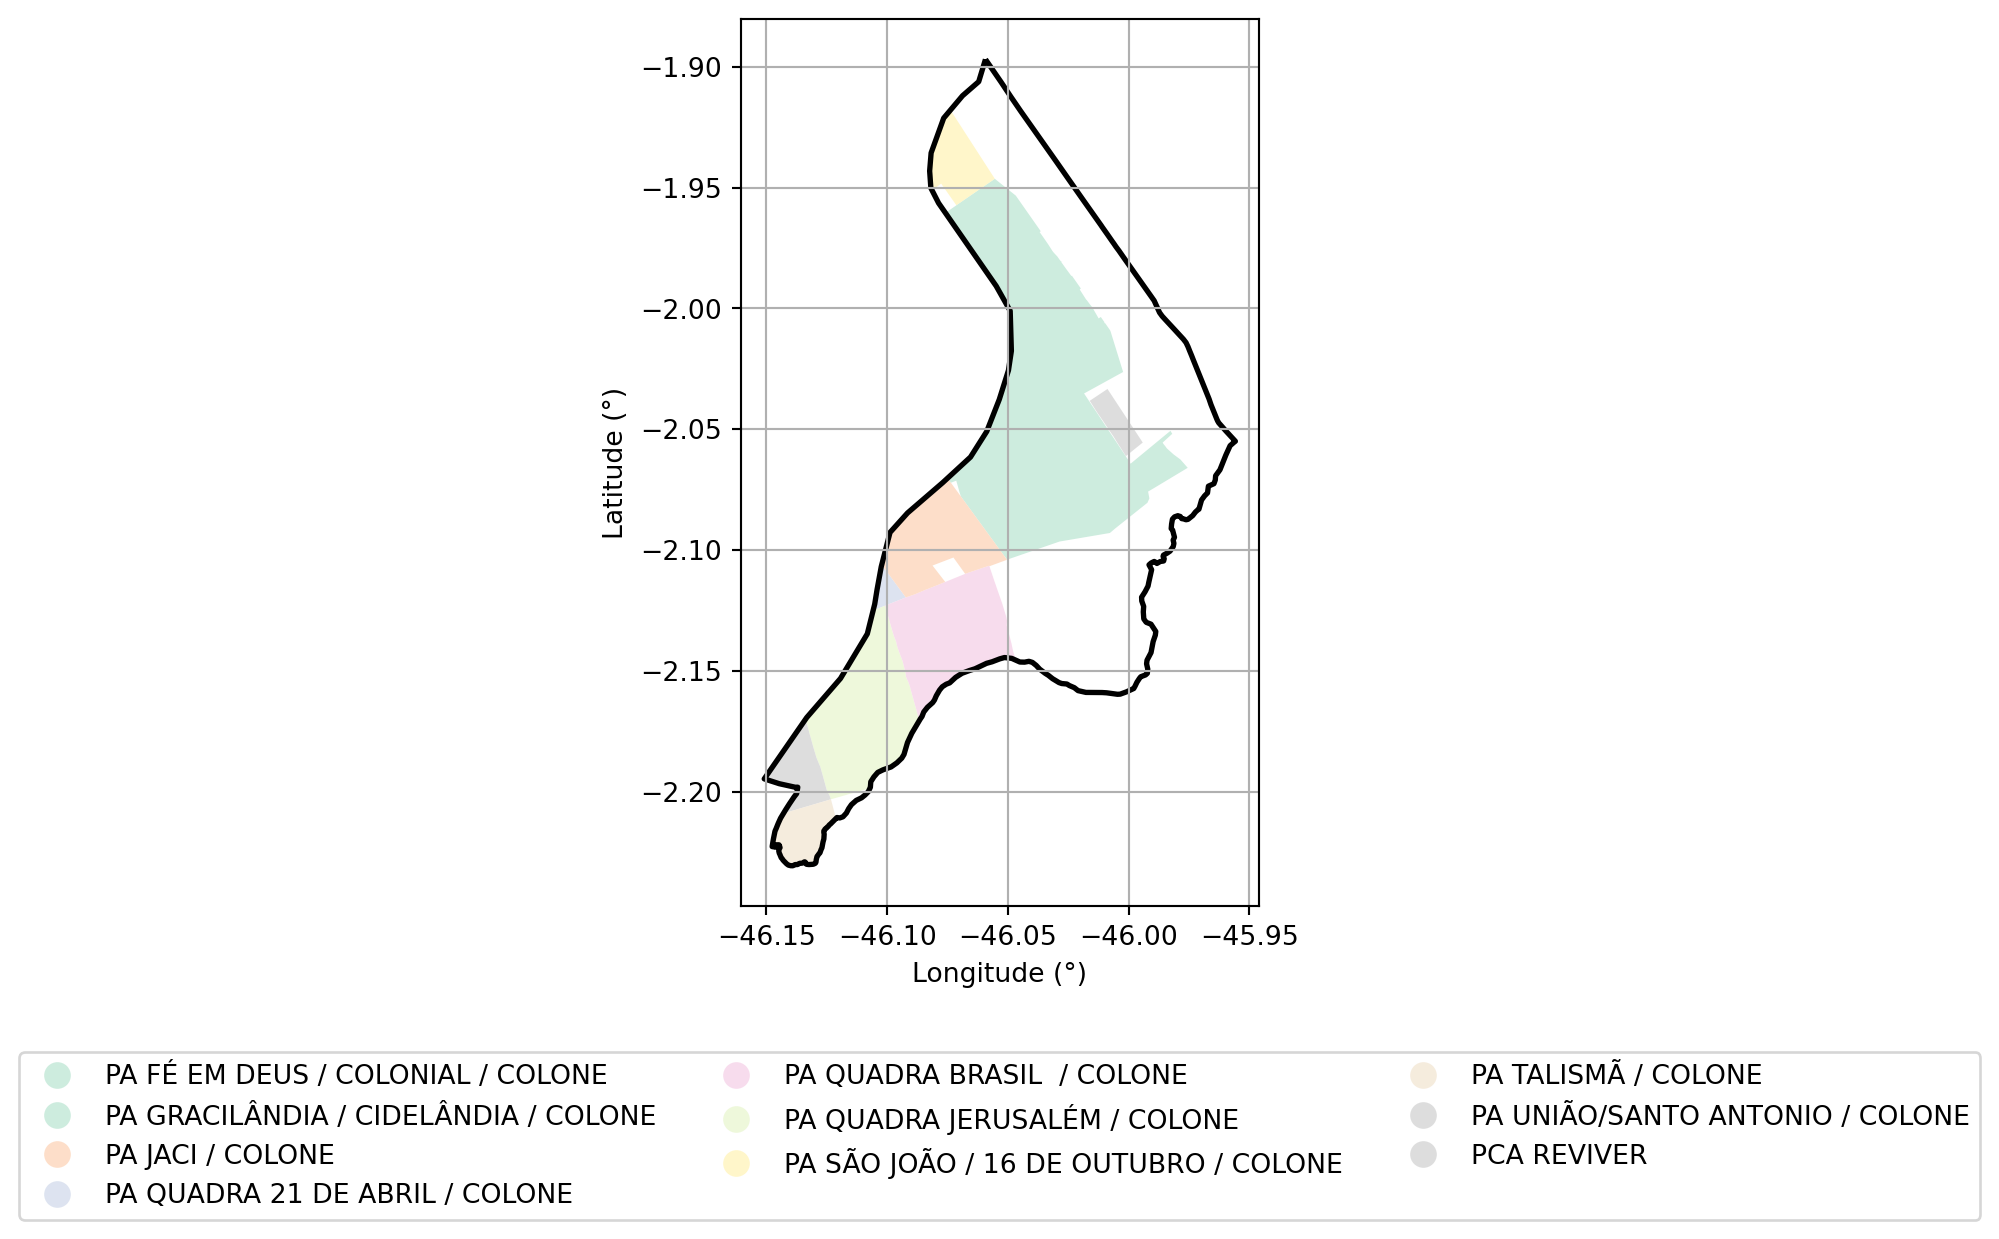 −1.90
−1.95
−2.00
−2.05
−2.10
−2.15
−2.20
Latitude (°)
−46.15 −46.10 −46.05 −46.00 −45.95
Longitude (°)
PA FÉ EM DEUS / COLONIAL / COLONE
PA GRACILÂNDIA / CIDELÂNDIA / COLONE
PA JACI / COLONE
PA QUADRA 21 DE ABRIL / COLONE
PA QUADRA BRASIL  / COLONE
PA QUADRA JERUSALÉM / COLONE
PA SÃO JOÃO / 16 DE OUTUBRO / COLONE
PA TALISMÃ / COLONE
PA UNIÃO/SANTO ANTONIO / COLONE
PCA REVIVER